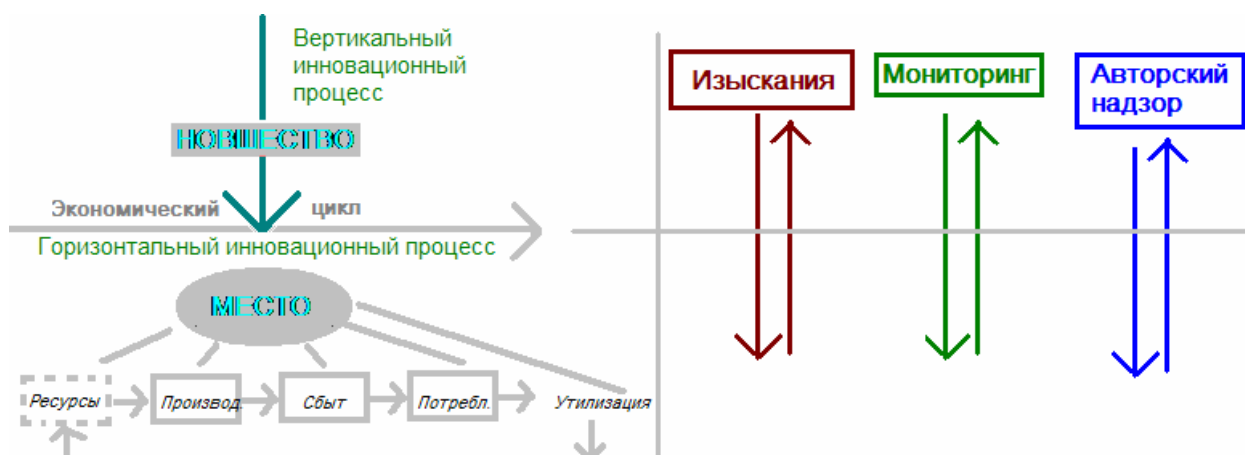 Вертикальный
инновационный
процесс
НОВШЕСТВО
Экономический цикл
Горизонтальный инновационный процесс
МЕСТО
Ресурсы
Производ.
Сбыт
Потребл.
Утилизация
Изыскания
Мониторинг
Авторский
надзор